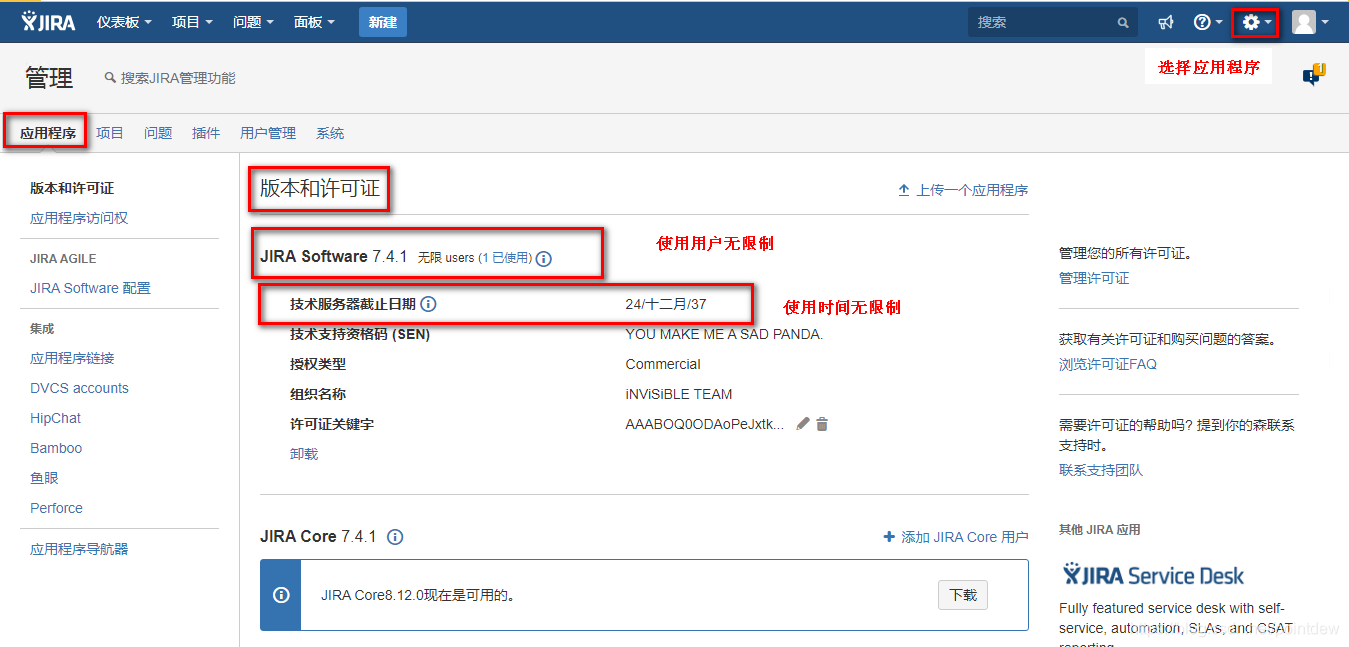 JIRA 仪表板 项目 问题 面板 新建 搜索
选择应用程序
管理 搜索JIRA管理功能
1
应用程序 项目 问题 插件 用户管理 系统
版本和许可证
应用程序访问权
JIRA AGILE
JIRA Software 配置
集成
应用程序链接
DVCS accounts
HipChat
Bamboo
鱼眼
Perforce
应用程序导航器
版本和许可证
上传一个应用程序
JIRA Software 7.4.1 无限 users (1 已使用)
使用用户无限制
技术服务器截止日期 24/十二月/37
使用时间无限制
技术支持资格码 (SEN) YOU MAKE ME A SAD PANDA.
授权类型 Commercial
组织名称 iNViSiBLE TEAM
许可证关键字 AAABOQ0ODAoPeJxtk...
卸载
JIRA Core 7.4.1
添加 JIRA Core 用户
JIRA Core8.12.0现在是可用的。 下载
管理您的所有许可证。
管理许可证
获取有关许可证和购买问题的答案。
浏览许可证FAQ
需要许可证的帮助吗? 提到你的森联系
支持时。
联系支持团队
其他 JIRA 应用
JIRA Service Desk
Fully featured service desk with self-
service, automation, SLAs, and CSAT
reporting